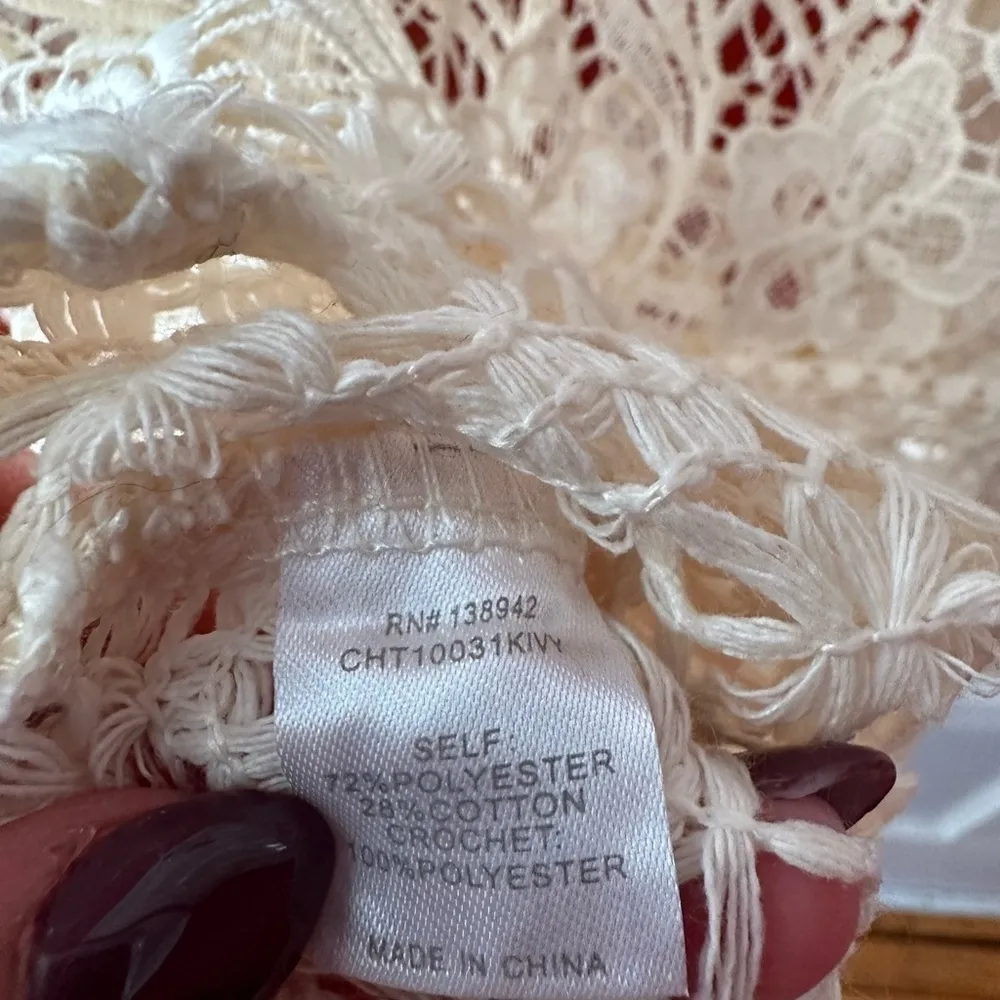 RN# 138942
CHT10031KIVY
SELF:
72%POLYESTER
28%COTTON
CROCHET:
100%POLYESTER
MADE IN CHINA